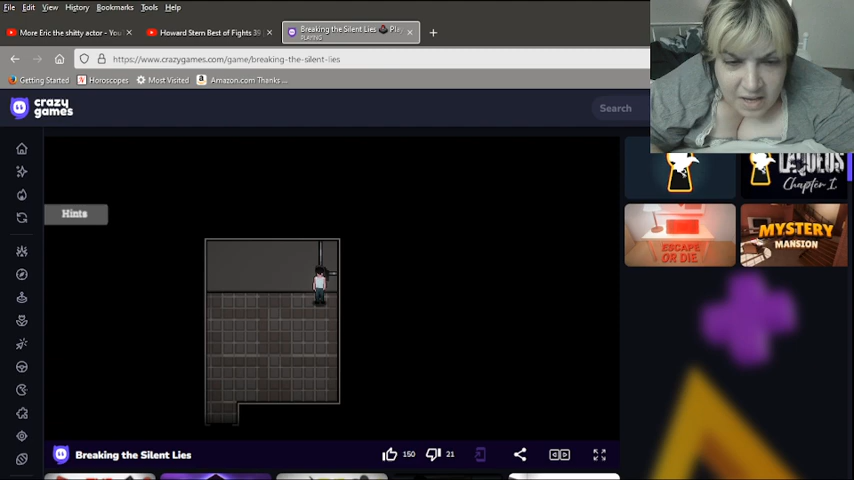 File Edit View History Bookmarks Tools Help
More Eric the shitty actor - You
Howard Stern Best of Fights 39
Breaking the Silent Lies
PLAYING
https://www.crazygames.com/game/breaking-the-silent-lies
Getting Started Horoscopes Most Visited Amazon.com Thanks ...
crazy games
Search
Hints
LAQUEUS
Chapter I
ESCAPE OR DIE
MYSTERY MANSION
Breaking the Silent Lies
150
21